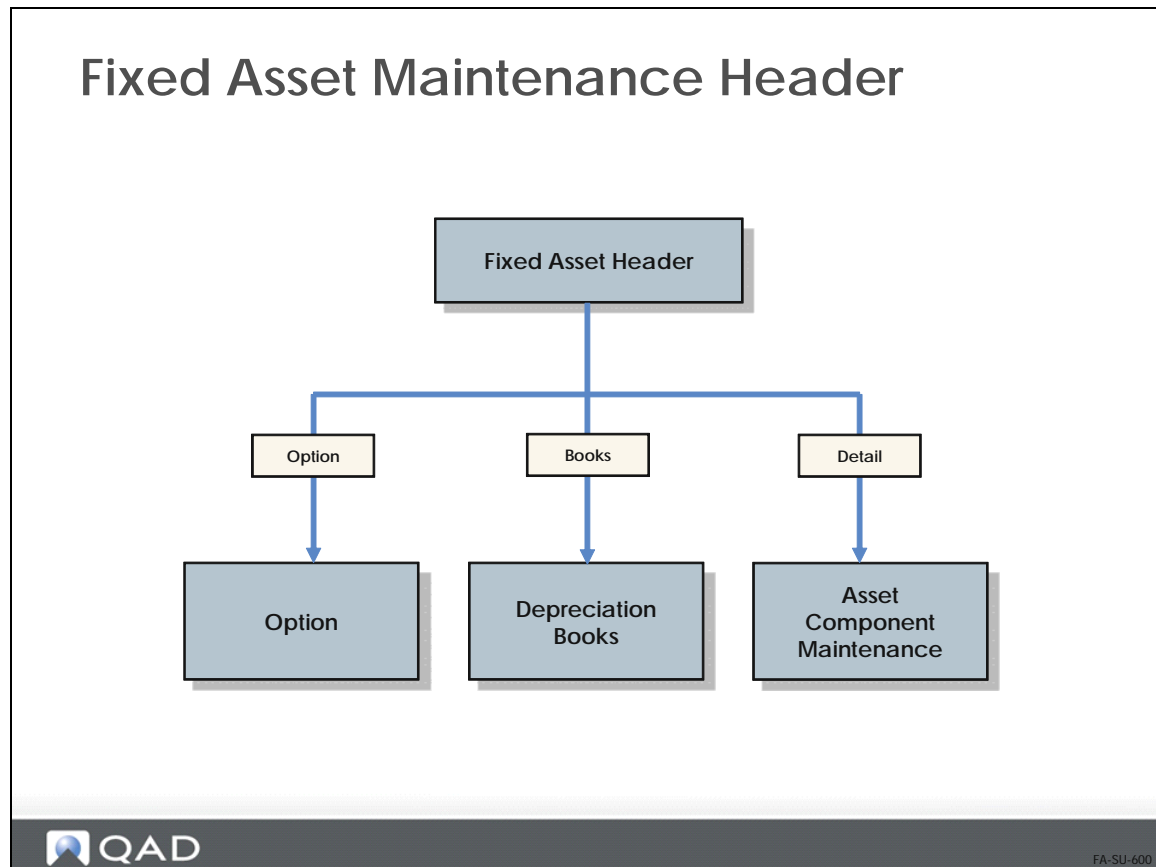 Fixed Asset Maintenance Header
Fixed Asset Header
Option
Books
Detail
Option
Depreciation
Books
Asset
Component
Maintenance
QAD
FA-SU-600